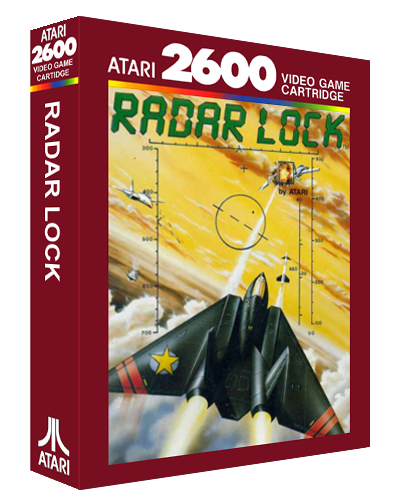 ATARI
2600
VIDEO GAME
CARTRIDGE
RADAR LOCK
ATARI
ATARI 2600 VIDEO GAME
CARTRIDGE
RADAR LOCK
by ATARI